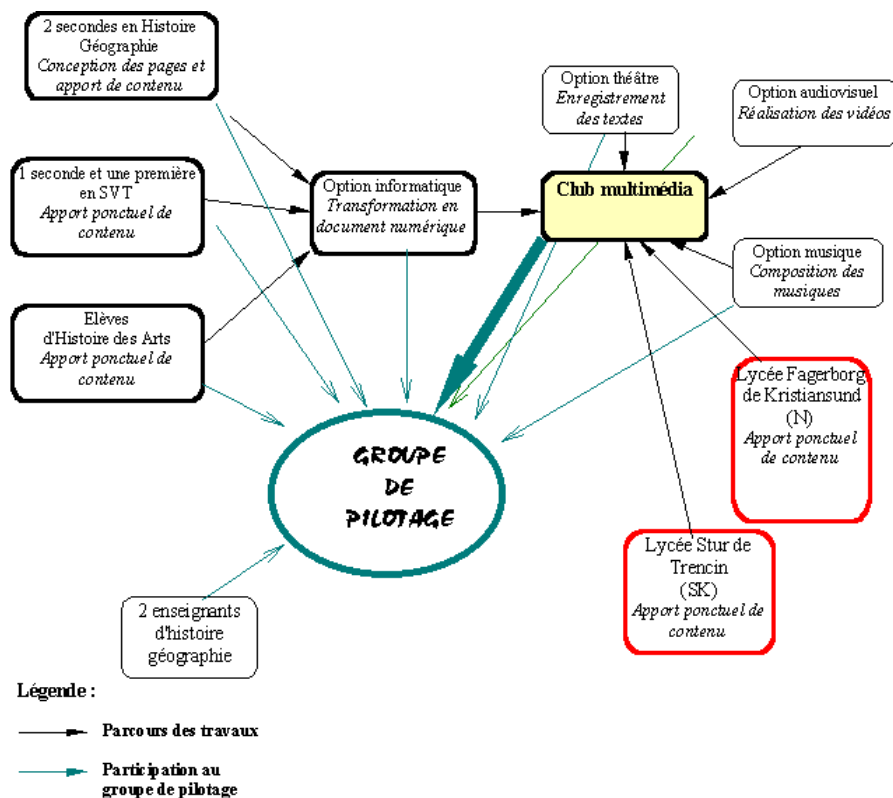 2 secondes en Histoire
Géographie
Conception des pages et
apport de contenu
Option théâtre
Enregistrement
des textes
Option audiovisuel
Réalisation des vidéos
1 seconde et une première
en SVT
Apport ponctuel de
contenu
Option informatique
Transformation en
document numérique
Club multimédia
Option musique
Composition des
musiques
Elèves
d'Histoire des Arts
Apport ponctuel de
contenu
Lycée Fagerborg
de Kristiansund
(N)
Apport ponctuel
de contenu
GROUPE
DE
PILOTAGE
Lycée Stur de
Trencin
(SK)
Apport ponctuel de
contenu
2 enseignants
d'histoire
géographie
Légende :
Parcours des travaux
Participation au
groupe de pilotage